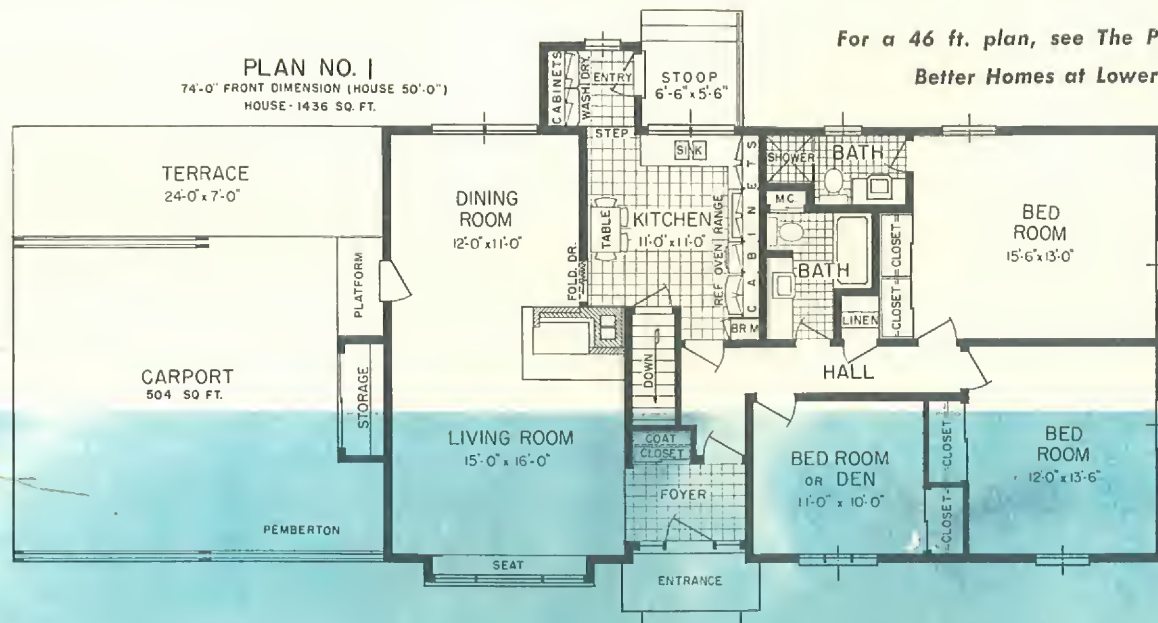 For a 46 ft. plan, see The P
Better Homes at Lower
PLAN NO. 1
74'-0" FRONT DIMENSION (HOUSE 50'-0")
HOUSE - 1436 SQ. FT.
CABINETS
WASH.
DRY.
ENTRY
STOOP
6'-6" x 5'-6"
STEP
SINK
TERRACE
24'-0" x 7'-0"
DINING
ROOM
12'-0" x 11'-0"
TABLE
KITCHEN
11'-0" x 11'-0"
REF OVEN RANGE
CABINETS
BR M
FOLD. DR.
SHOWER
BATH
M.C.
BATH
CLOSET
CLOSET
LINEN
BED
ROOM
15'-6" x 13'-0"
PLATFORM
CARPORT
504 SQ FT.
STORAGE
DOWN
HALL
LIVING ROOM
15'-0" x 16'-0"
COAT
CLOSET
FOYER
BED ROOM
OR DEN
11'-0" x 10'-0"
CLOSET
CLOSET
BED
ROOM
12'-0" x 13'-6"
PEMBERTON
SEAT
ENTRANCE